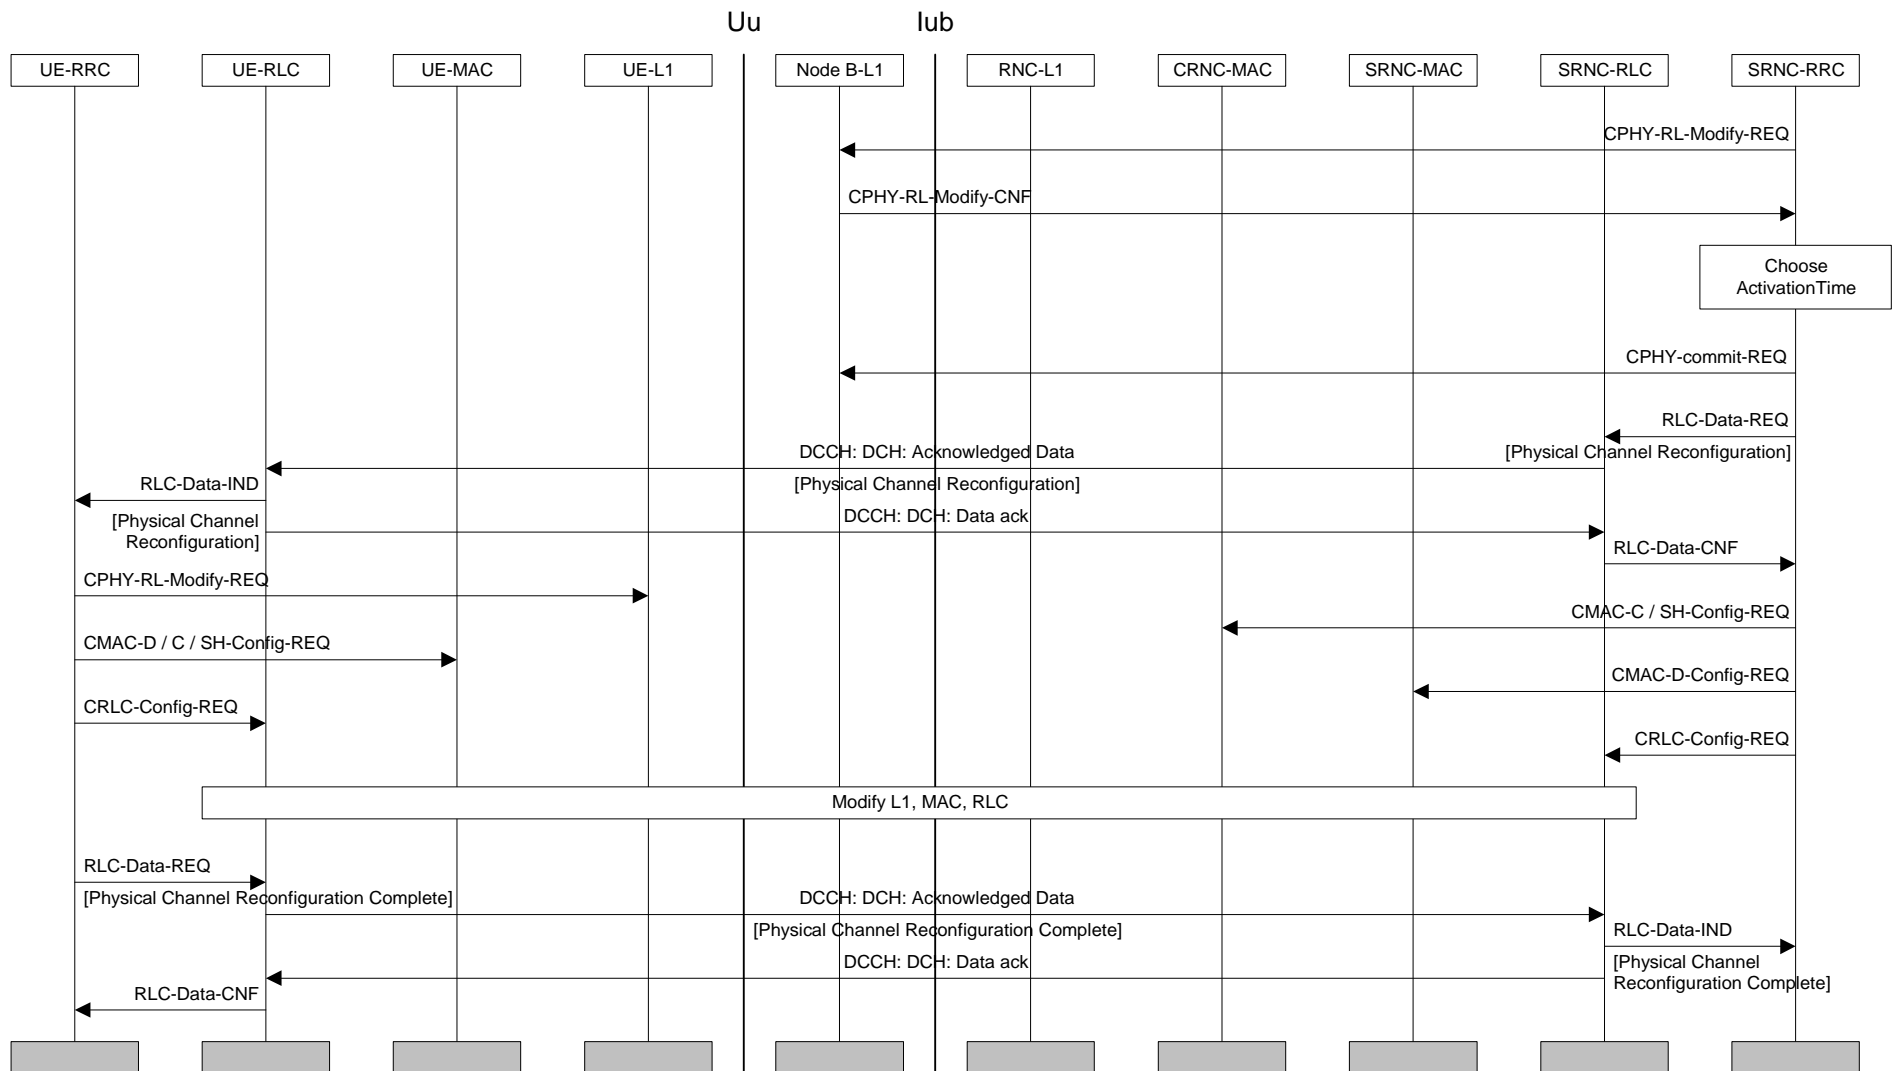 Uu
Iub
UE-RRC
UE-RLC
UE-MAC
UE-L1
Node B-L1
RNC-L1
CRNC-MAC
SRNC-MAC
SRNC-RLC
SRNC-RRC
CPHY-RL-Modify-REQ
CPHY-RL-Modify-CNF
Choose
ActivationTime
CPHY-commit-REQ
RLC-Data-REQ
[Physical Channel Reconfiguration]
DCCH: DCH: Acknowledged Data
[Physical Channel Reconfiguration]
RLC-Data-IND
[Physical Channel
Reconfiguration]
DCCH: DCH: Data ack
RLC-Data-CNF
CPHY-RL-Modify-REQ
CMAC-C / SH-Config-REQ
CMAC-D / C / SH-Config-REQ
CMAC-D-Config-REQ
CRLC-Config-REQ
CRLC-Config-REQ
Modify L1, MAC, RLC
RLC-Data-REQ
[Physical Channel Reconfiguration Complete]
DCCH: DCH: Acknowledged Data
[Physical Channel Reconfiguration Complete]
RLC-Data-IND
[Physical Channel
Reconfiguration Complete]
DCCH: DCH: Data ack
RLC-Data-CNF